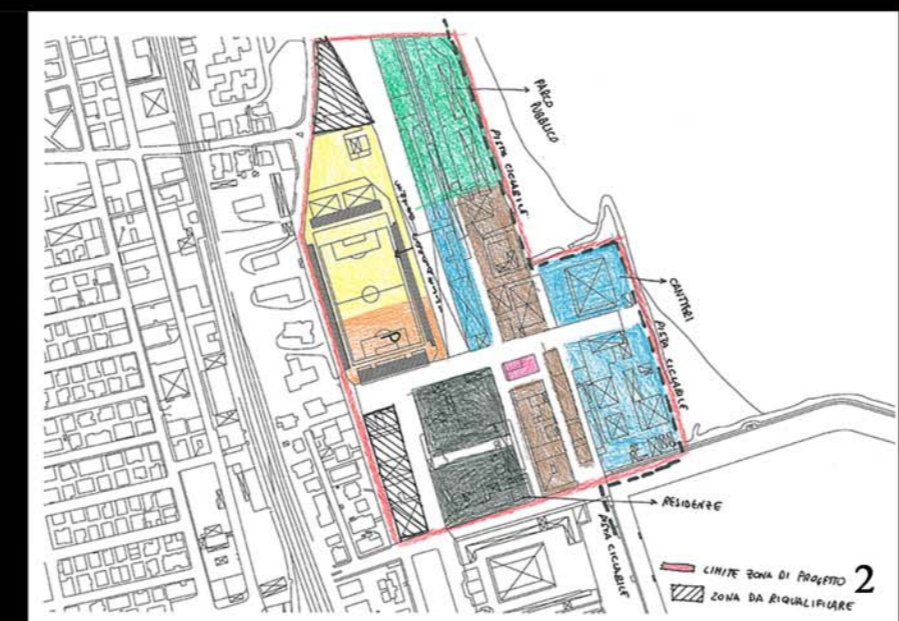 PARCO
PUBBLICO
PISTA CICLABILE
CANTIERI
PISTA CICLABILE
RESIDENZE
PISTA CICLABILE
P
LIMITE ZONA DI PROGETTO
ZONA DA RIQUALIFICARE
2